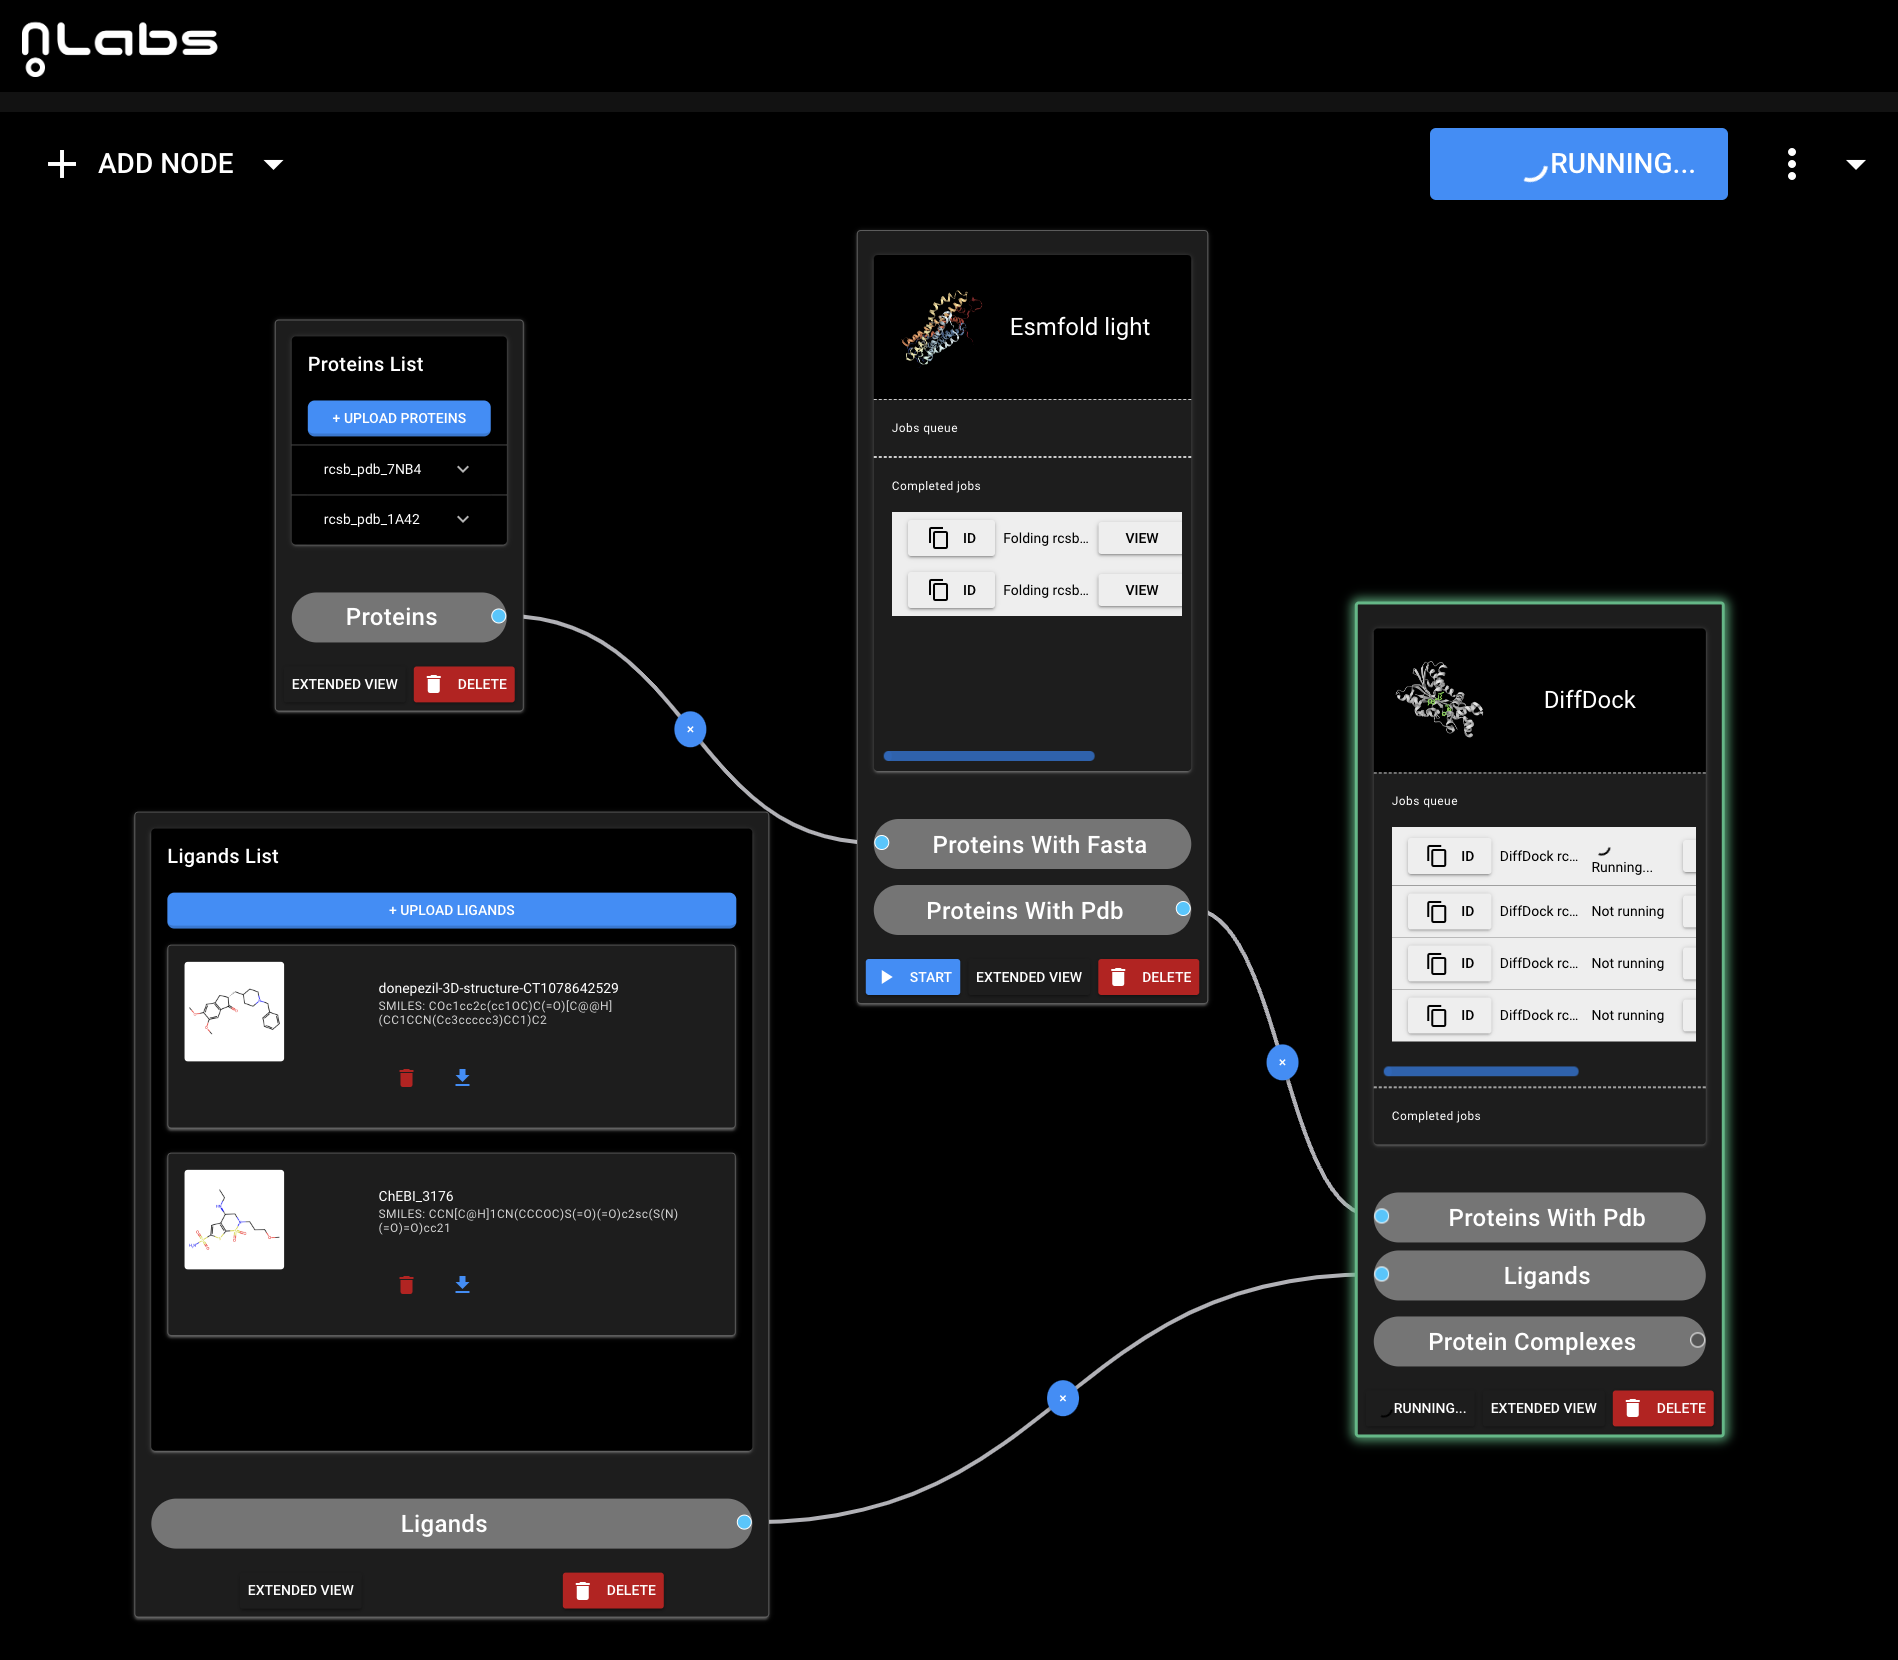 nLabs
ADD NODE
RUNNING...
Proteins List
+ UPLOAD PROTEINS
rcsb_pdb_7NB4
rcsb_pdb_1A42
Proteins
EXTENDED VIEW
DELETE
Ligands List
+ UPLOAD LIGANDS
donepezil-3D-structure-CT1078642529
SMILES: COc1cc2c(cc1OC)C(=O)[C@@H]
(CC1CCN(Cc3ccccc3)CC1)C2
ChEBI_3176
SMILES: CCN[C@H]1CN(CCCOC)S(=O)(=O)c2sc(S(N)
(=O)=O)cc21
Ligands
EXTENDED VIEW
DELETE
Esmfold light
Jobs queue
Completed jobs
ID Folding rcsb... VIEW
ID Folding rcsb... VIEW
Proteins With Fasta
Proteins With Pdb
START
EXTENDED VIEW
DELETE
DiffDock
Jobs queue
ID DiffDock rc... Running...
ID DiffDock rc... Not running
ID DiffDock rc... Not running
ID DiffDock rc... Not running
Completed jobs
Proteins With Pdb
Ligands
Protein Complexes
RUNNING...
EXTENDED VIEW
DELETE